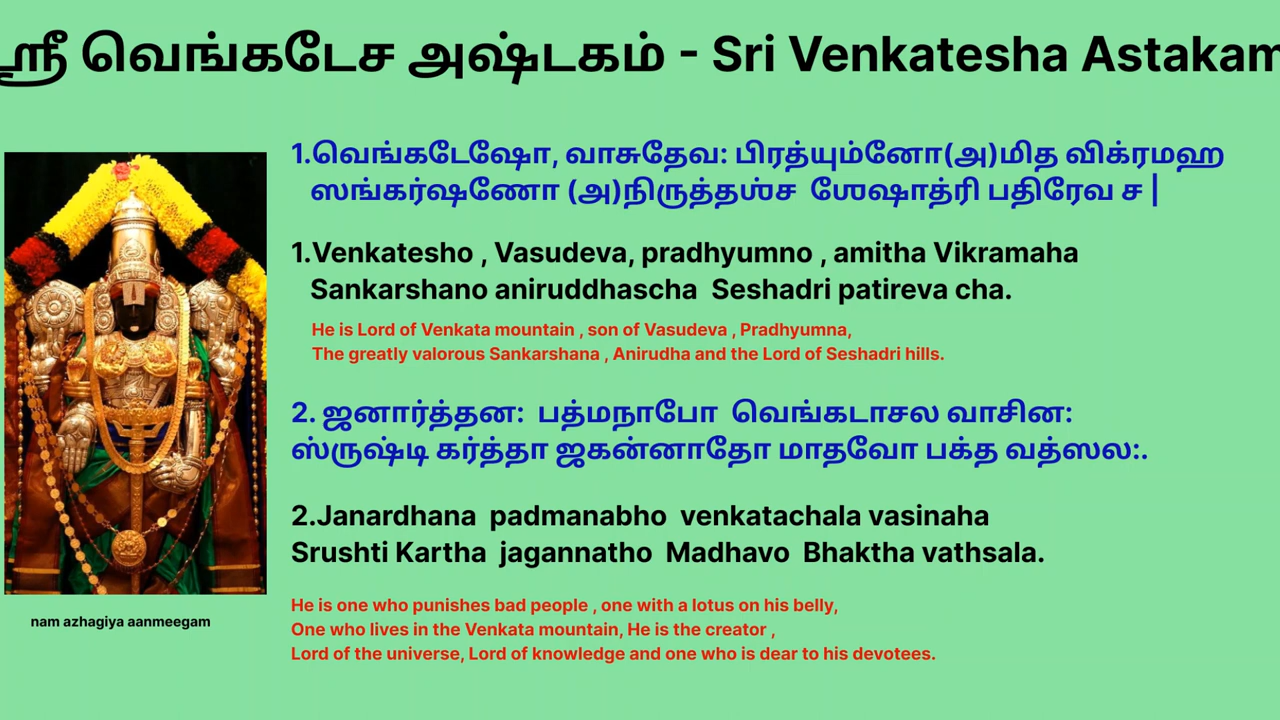 ஸ்ரீ வெங்கடேச அஷ்டகம் - Sri Venkatesha Astakam
1.வெங்கடேஷோ, வாசுதேவ: பிரத்யும்னோ(அ)மித விக்ரமஹ
ஸங்கர்ஷணோ (அ)நிருத்தஶ்ச ஶேஷாத்ரி பதிரேவ ச |
1.Venkatesho , Vasudeva, pradhyumno , amitha Vikramaha
Sankarshano aniruddhascha Seshadri patireva cha.
He is Lord of Venkata mountain , son of Vasudeva , Pradhyumna,
The greatly valorous Sankarshana , Anirudha and the Lord of Seshadri hills.
2. ஜனார்த்தன: பத்மநாபோ வெங்கடாசல வாசின:
ஸ்ருஷ்டி கர்த்தா ஜகன்னாதோ மாதவோ பக்த வத்ஸல:.
2.Janardhana padmanabho venkatachala vasinaha
Srushti Kartha jagannatho Madhavo Bhaktha vathsala.
He is one who punishes bad people , one with a lotus on his belly,
One who lives in the Venkata mountain, He is the creator ,
Lord of the universe, Lord of knowledge and one who is dear to his devotees.
nam azhagiya aanmeegam